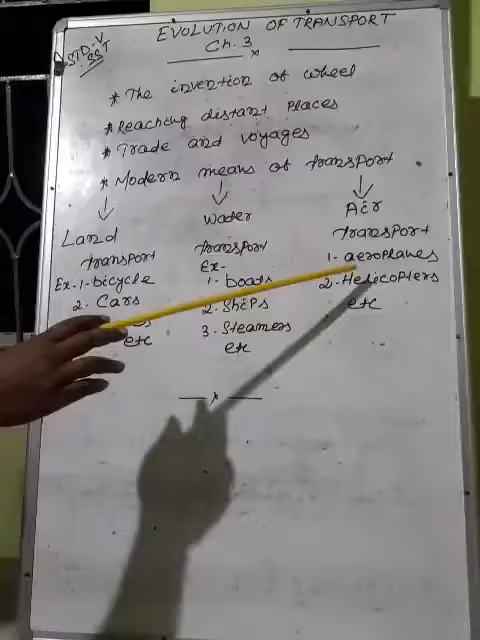 STD-V
SST
EVOLUTION OF TRANSPORT
Ch. 3
* The invention of wheel
* Reaching distant Places
* Trade and voyages
* Modern means of transport
Land
transport
Ex-1-bicycle
2. Cars
etc
Water
transport
Ex-
1. boats
2. Ships
3. Steamers
etc
Air
transport
1. aeroplanes
2. Helicopters
etc